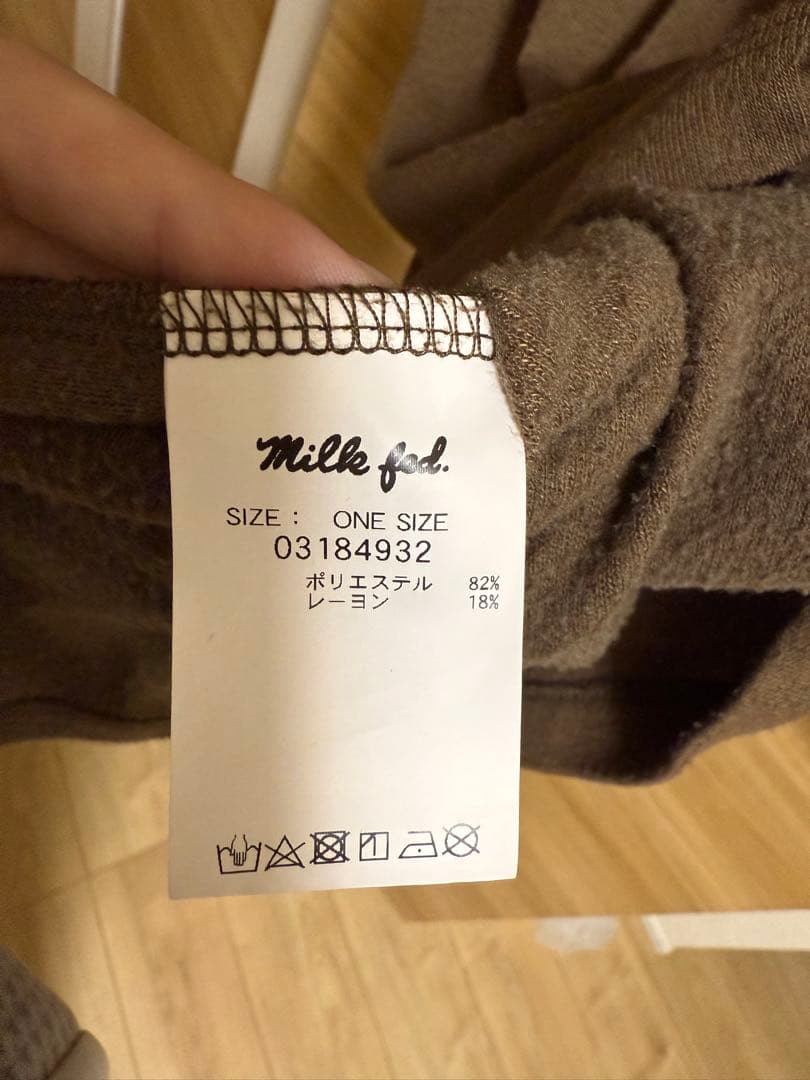 Milk fed.
SIZE : ONE SIZE
03184932
ポリエステル 82%
レーヨン 18%